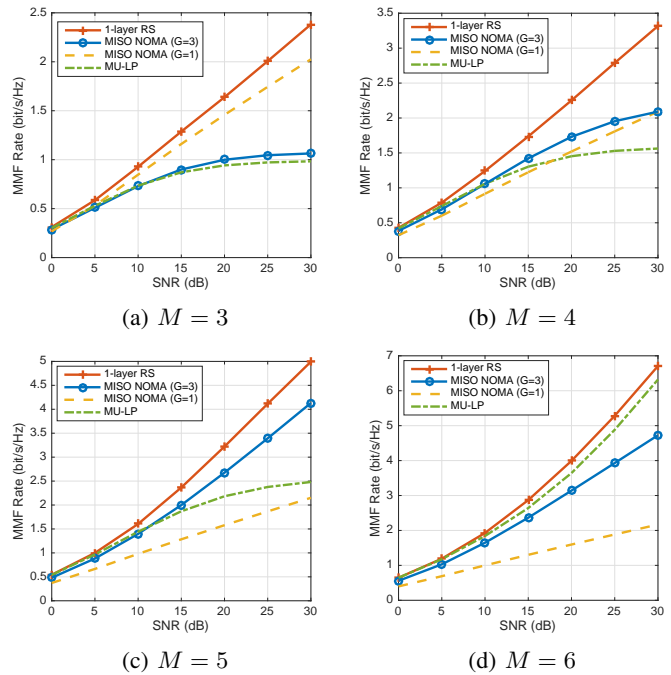 2.5
2
1.5
1
0.5
0
MMF Rate (bit/s/Hz)
1-layer RS
MISO NOMA (G=3)
MISO NOMA (G=1)
MU-LP
0 5 10 15 20 25 30
SNR (dB)
(a) M = 3
3.5
3
2.5
2
1.5
1
0.5
0
MMF Rate (bit/s/Hz)
1-layer RS
MISO NOMA (G=3)
MISO NOMA (G=1)
MU-LP
0 5 10 15 20 25 30
SNR (dB)
(b) M = 4
5
4.5
4
3.5
3
2.5
2
1.5
1
0.5
0
MMF Rate (bit/s/Hz)
1-layer RS
MISO NOMA (G=3)
MISO NOMA (G=1)
MU-LP
0 5 10 15 20 25 30
SNR (dB)
(c) M = 5
7
6
5
4
3
2
1
0
MMF Rate (bit/s/Hz)
1-layer RS
MISO NOMA (G=3)
MISO NOMA (G=1)
MU-LP
0 5 10 15 20 25 30
SNR (dB)
(d) M = 6